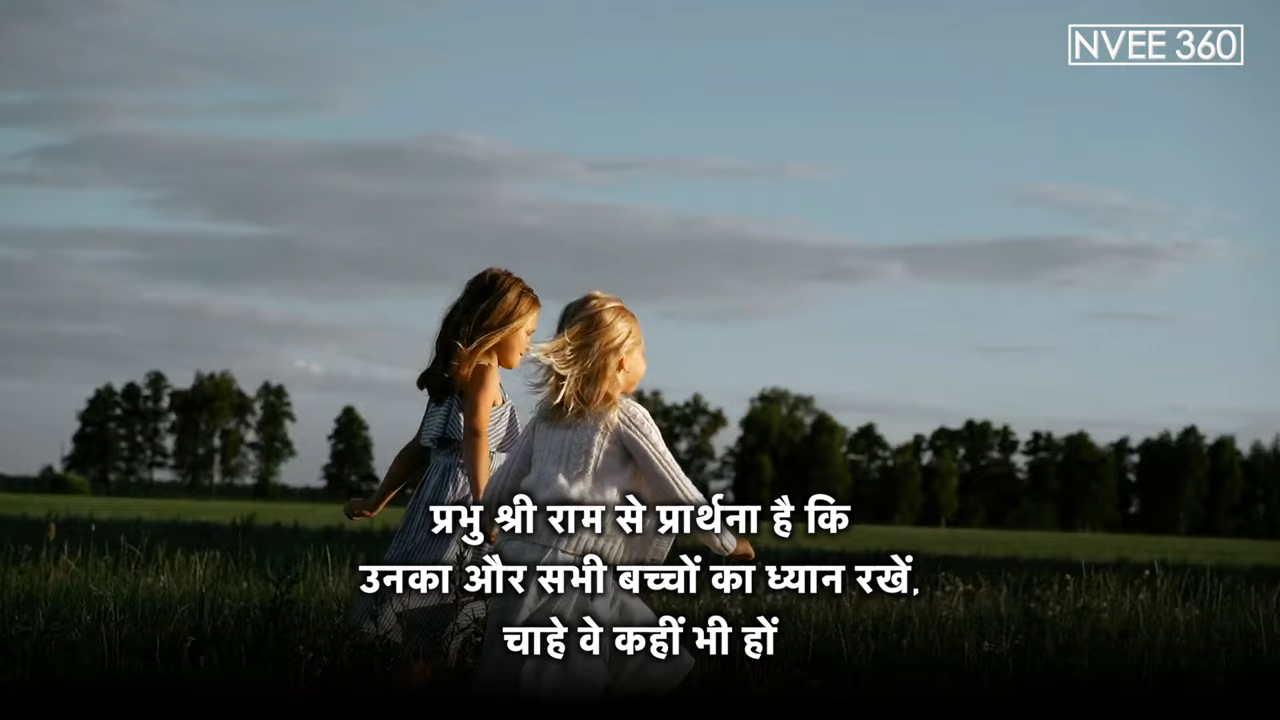 NVEE 360
प्रभु श्री राम से प्रार्थना है कि
उनका और सभी बच्चों का ध्यान रखें,
चाहे वे कहीं भी हों